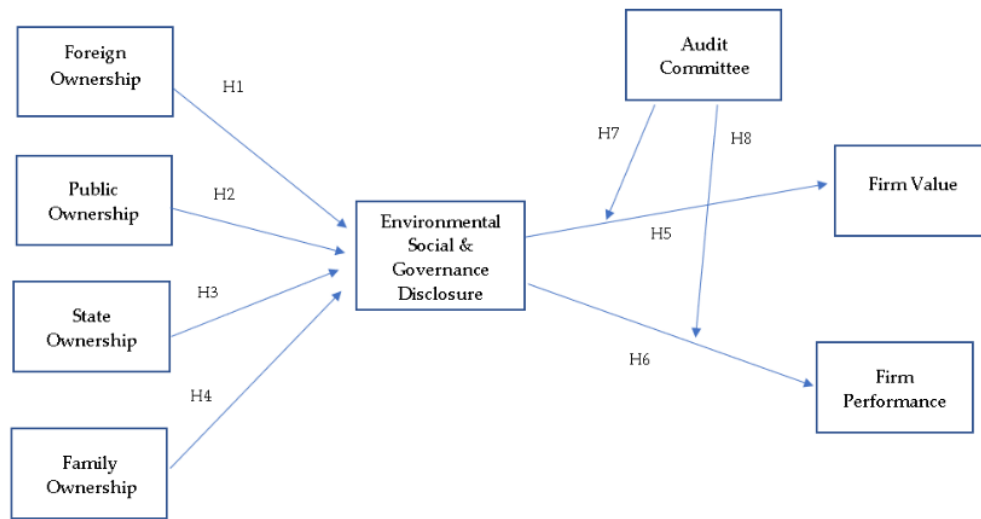 Foreign
Ownership
H1
Public
Ownership
H2
State
Ownership
H3
Family
Ownership
H4
Environmental
Social &
Governance
Disclosure
Audit
Committee
H7
H8
Firm Value
H5
H6
Firm
Performance